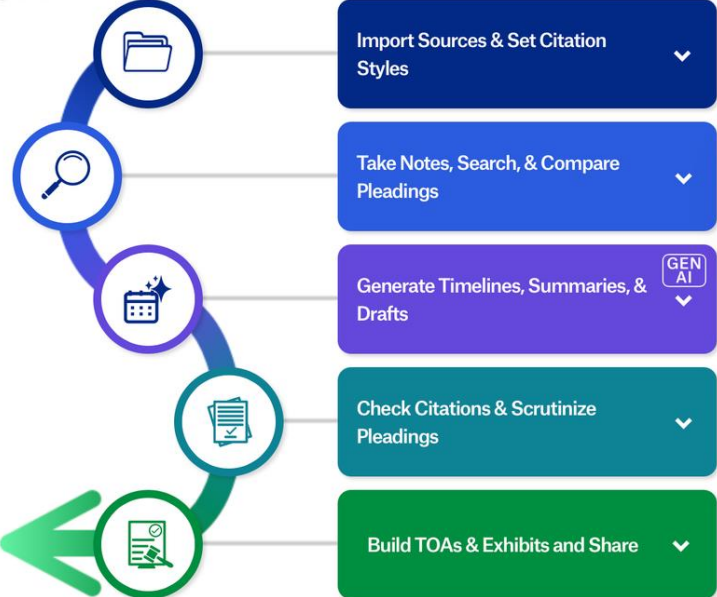 Import Sources & Set Citation
Styles
Take Notes, Search, & Compare
Pleadings
GEN
AI
Generate Timelines, Summaries, &
Drafts
Check Citations & Scrutinize
Pleadings
Build TOAs & Exhibits and Share